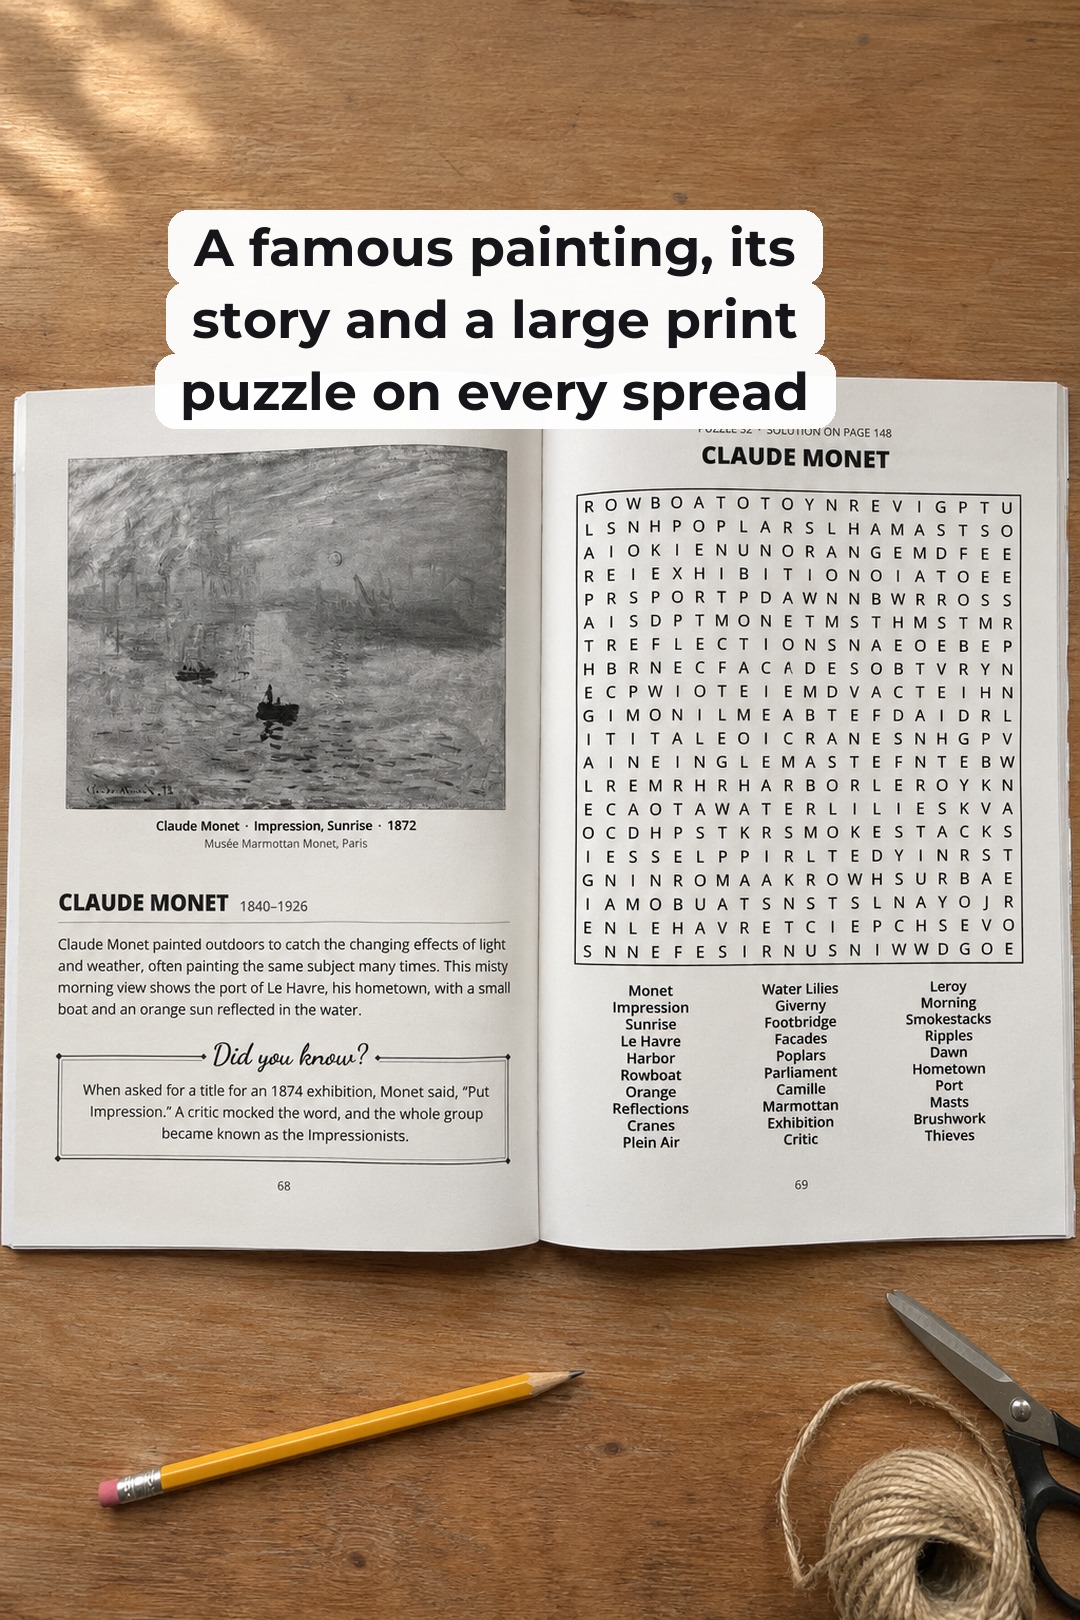 A famous painting, its
story and a large print
puzzle on every spread
Claude Monet · Impression, Sunrise · 1872
Musée Marmottan Monet, Paris
CLAUDE MONET 1840–1926
Claude Monet painted outdoors to catch the changing effects of light
and weather, often painting the same subject many times. This misty
morning view shows the port of Le Havre, his hometown, with a small
boat and an orange sun reflected in the water.
Did you know?
When asked for a title for an 1874 exhibition, Monet said, “Put
Impression.” A critic mocked the word, and the whole group
became known as the Impressionists.
68
PUZZLE 32 · SOLUTION ON PAGE 148
CLAUDE MONET
R O W B O A T O T O Y N R E V I G P T U
L S N H P O P L A R S L H A M A S T S O
A I O K I E N U N O R A N G E M D F E E
R E I E X H I B I T I O N O I A T O E E
P R S P O R T P D A W N N B W R R O S S
A I S D P T M O N E T M S T H M S T M R
T R E F L E C T I O N S N A E O E B E P
H B R N E C F A C A D E S O B T V R Y N
E C P W I O T E I E M D V A C T E I H N
G I M O N I L M E A B T E F D A I D R L
I T I T A L E O I C R A N E S N H G P V
A I N E I N G L E M A S T E F N T E B W
L R E M R H R H A R B O R L E R O Y K N
E C A O T A W A T E R L I L I E S K V A
O C D H P S T K R S M O K E S T A C K S
I E S S E L P P I R L T E D Y I N R S T
G N I N R O M A A K R O W H S U R B A E
I A M O B U A T S N S T S L N A Y O J R
E N L E H A V R E T C I E P C H S E V O
S N N E F E S I R N U S N I W W D G O E
Monet
Impression
Sunrise
Le Havre
Harbor
Rowboat
Orange
Reflections
Cranes
Plein Air
Water Lilies
Giverny
Footbridge
Facades
Poplars
Parliament
Camille
Marmottan
Exhibition
Critic
Leroy
Morning
Smokestacks
Ripples
Dawn
Hometown
Port
Masts
Brushwork
Thieves
69